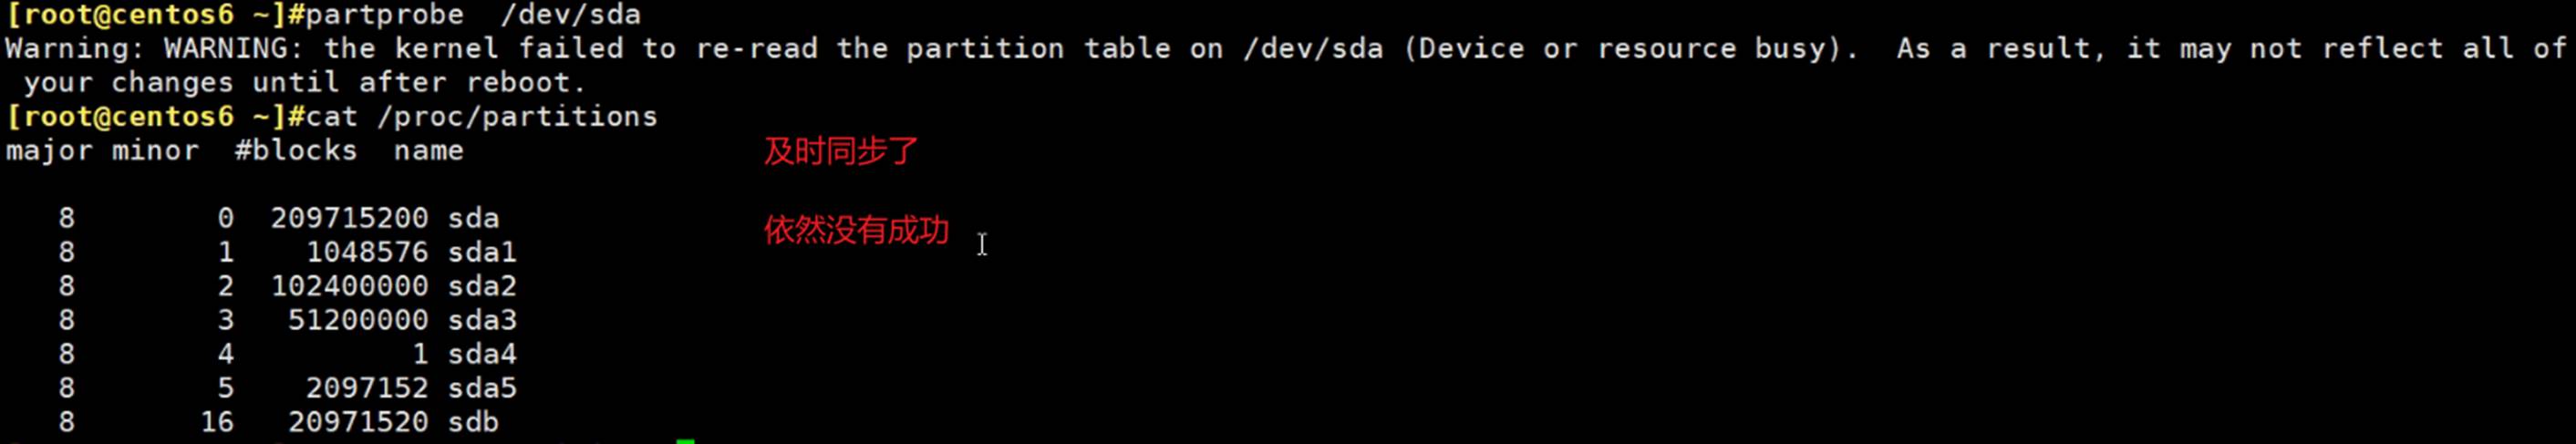 [root@centos6 ~]#partprobe  /dev/sda
Warning: WARNING: the kernel failed to re-read the partition table on /dev/sda (Device or resource busy).  As a result, it may not reflect all of
 your changes until after reboot.
[root@centos6 ~]#cat /proc/partitions
major minor  #blocks  name
及时同步了
   8        0  209715200 sda
依然没有成功
   8        1    1048576 sda1
   8        2  102400000 sda2
   8        3   51200000 sda3
   8        4          1 sda4
   8        5    2097152 sda5
   8       16   20971520 sdb